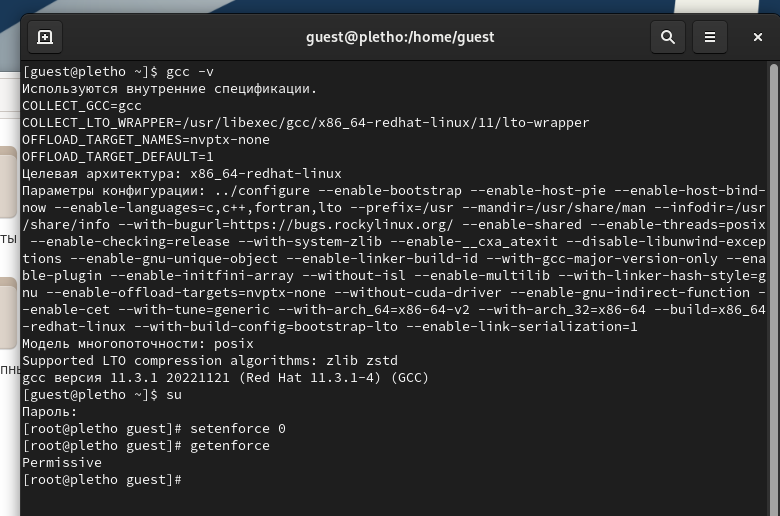 guest@pletho:/home/guest
[guest@pletho ~]$ gcc -v
Используются внутренние спецификации.
COLLECT_GCC=gcc
COLLECT_LTO_WRAPPER=/usr/libexec/gcc/x86_64-redhat-linux/11/lto-wrapper
OFFLOAD_TARGET_NAMES=nvptx-none
OFFLOAD_TARGET_DEFAULT=1
Целевая архитектура: x86_64-redhat-linux
Параметры конфигурации: ../configure --enable-bootstrap --enable-host-pie --enable-host-bind-
now --enable-languages=c,c++,fortran,lto --prefix=/usr --mandir=/usr/share/man --infodir=/usr
/share/info --with-bugurl=https://bugs.rockylinux.org/ --enable-shared --enable-threads=posix
--enable-checking=release --with-system-zlib --enable-__cxa_atexit --disable-libunwind-excep
tions --enable-gnu-unique-object --enable-linker-build-id --with-gcc-major-version-only --ena
ble-plugin --enable-initfini-array --without-isl --enable-multilib --with-linker-hash-style=g
nu --enable-offload-targets=nvptx-none --without-cuda-driver --enable-gnu-indirect-function -
-enable-cet --with-tune=generic --with-arch_64=x86-64-v2 --with-arch_32=x86-64 --build=x86_64
-redhat-linux --with-build-config=bootstrap-lto --enable-link-serialization=1
Модель многопоточности: posix
Supported LTO compression algorithms: zlib zstd
gcc версия 11.3.1 20221121 (Red Hat 11.3.1-4) (GCC)
[guest@pletho ~]$ su
Пароль:
[root@pletho guest]# setenforce 0
[root@pletho guest]# getenforce
Permissive
[root@pletho guest]#
ты